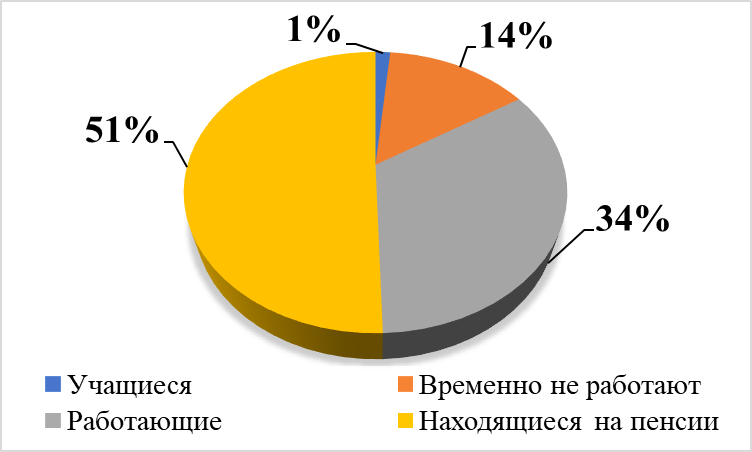 1%
14%
51%
34%
Учащиеся
Временно не работают
Работающие
Находящиеся на пенсии